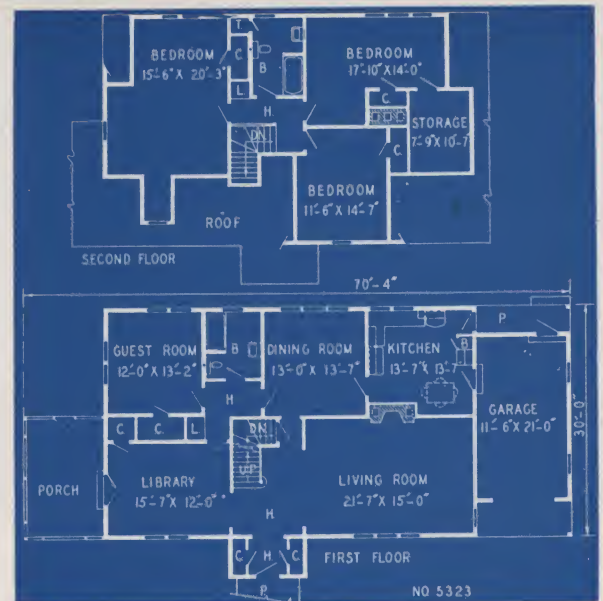 T.
BEDROOM
15'-6" X 20'-3"
C.
B
BEDROOM
17'-10" X 14'-0"
L.
C.
H.
STORAGE
7'-9" X 10'-7"
DN.
C.
BEDROOM
11'-6" X 14'-7"
ROOF
SECOND FLOOR
70'-4"
P.
GUEST ROOM
12'-0" X 13'-2"
B
DINING ROOM
13'-0" X 13'-7"
KITCHEN
13'-7" X 13'-7"
B
H
GARAGE
11'-6" X 21'-0"
30'-0"
C
C.
L
DN.
PORCH
LIBRARY
15'-7" X 12'-0"
UP
LIVING ROOM
21'-7" X 15'-0"
H.
C.
H.
C.
FIRST FLOOR
P.
NO. 5323